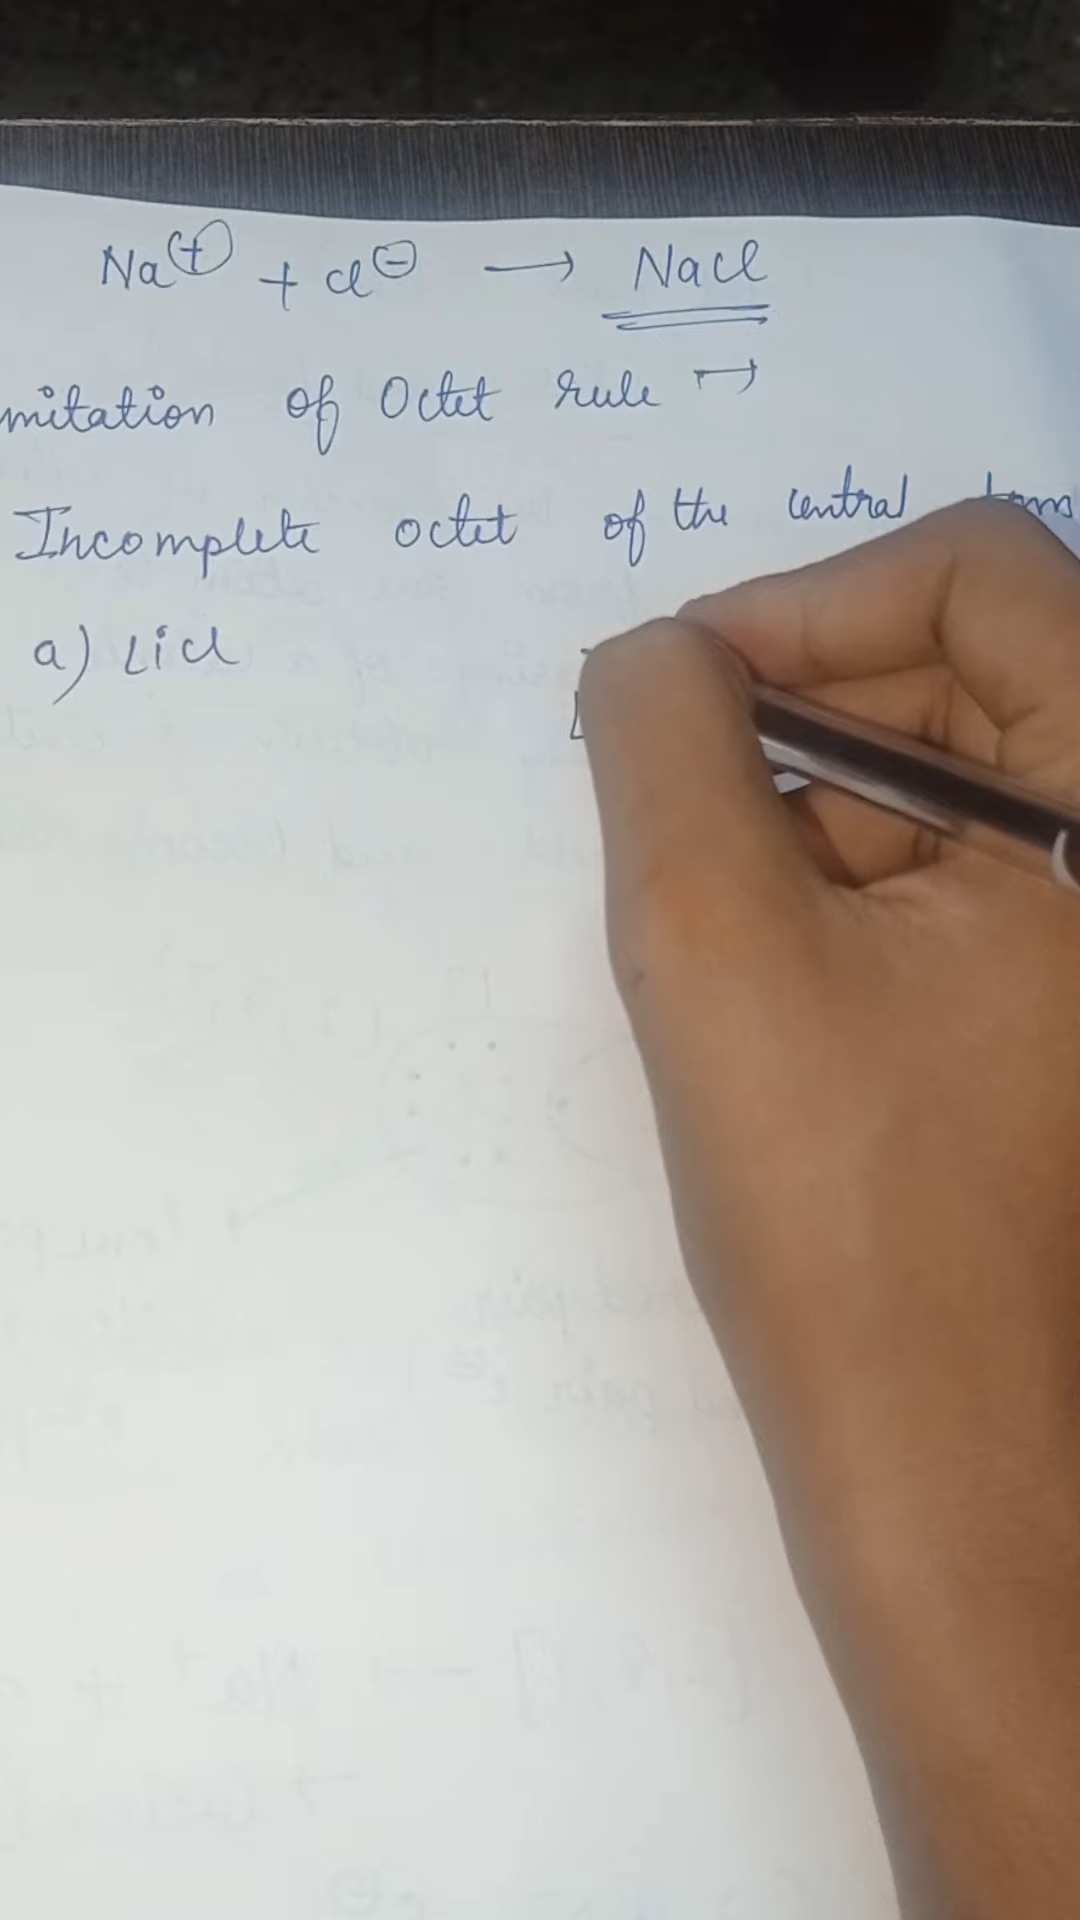 Na⊕ + Cl⊖ → NaCl
mitation of Octet rule →
Incomplete octet of the central
a) LiCl